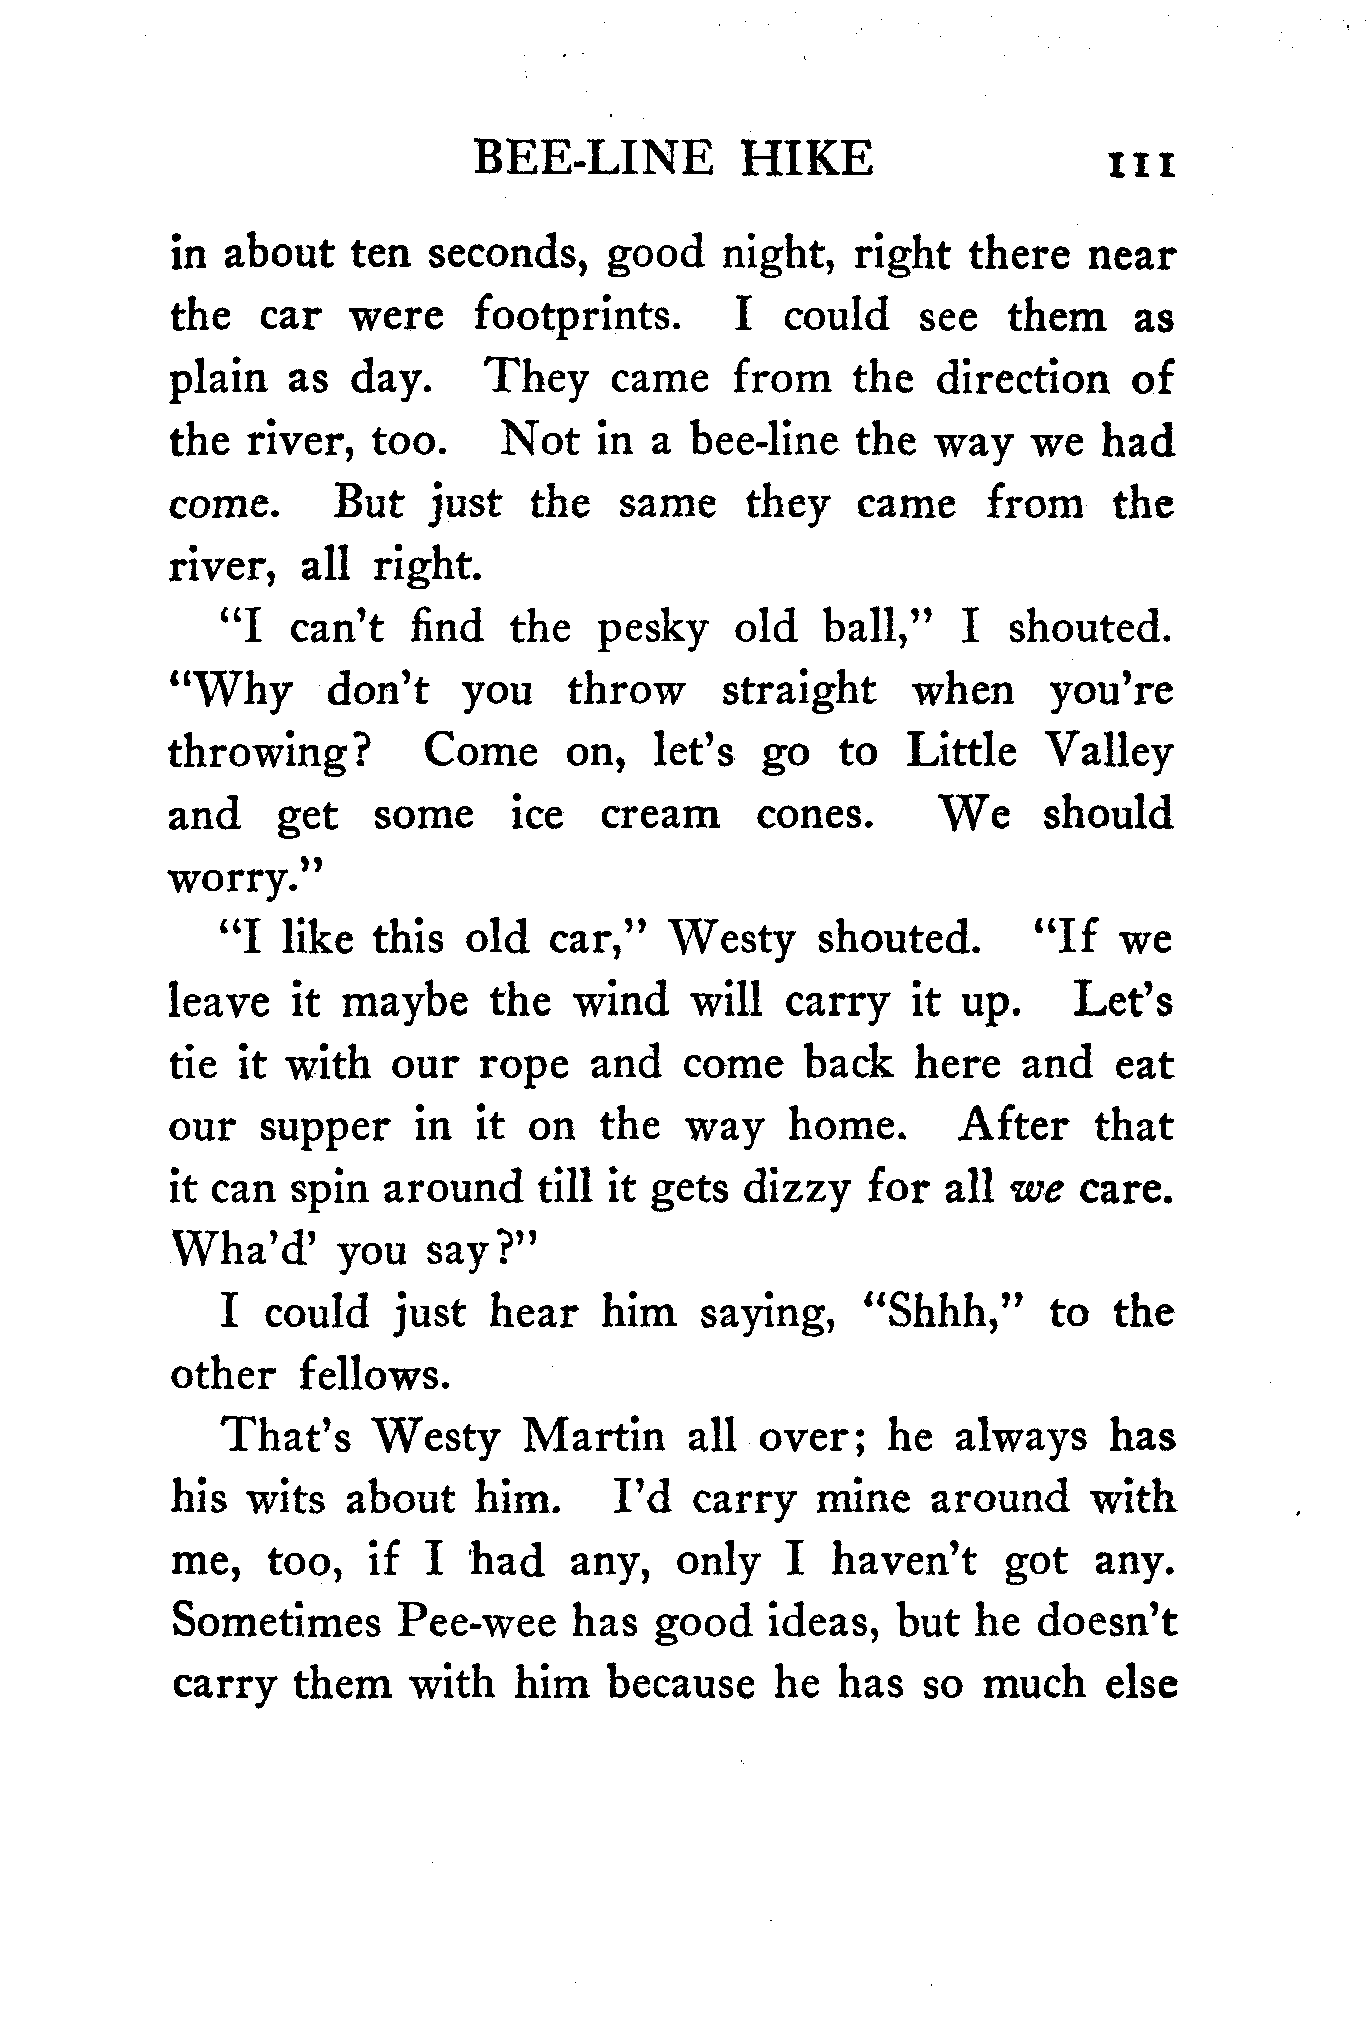 BEE-LINE HIKE 111
in about ten seconds, good night, right there near
the car were footprints. I could see them as
plain as day. They came from the direction of
the river, too. Not in a bee-line the way we had
come. But just the same they came from the
river, all right.
"I can't find the pesky old ball," I shouted.
"Why don't you throw straight when you're
throwing? Come on, let's go to Little Valley
and get some ice cream cones. We should
worry."
"I like this old car," Westy shouted. "If we
leave it maybe the wind will carry it up. Let's
tie it with our rope and come back here and eat
our supper in it on the way home. After that
it can spin around till it gets dizzy for all we care.
Wha'd' you say?"
I could just hear him saying, "Shhh," to the
other fellows.
That's Westy Martin all over; he always has
his wits about him. I'd carry mine around with
me, too, if I had any, only I haven't got any.
Sometimes Pee-wee has good ideas, but he doesn't
carry them with him because he has so much else